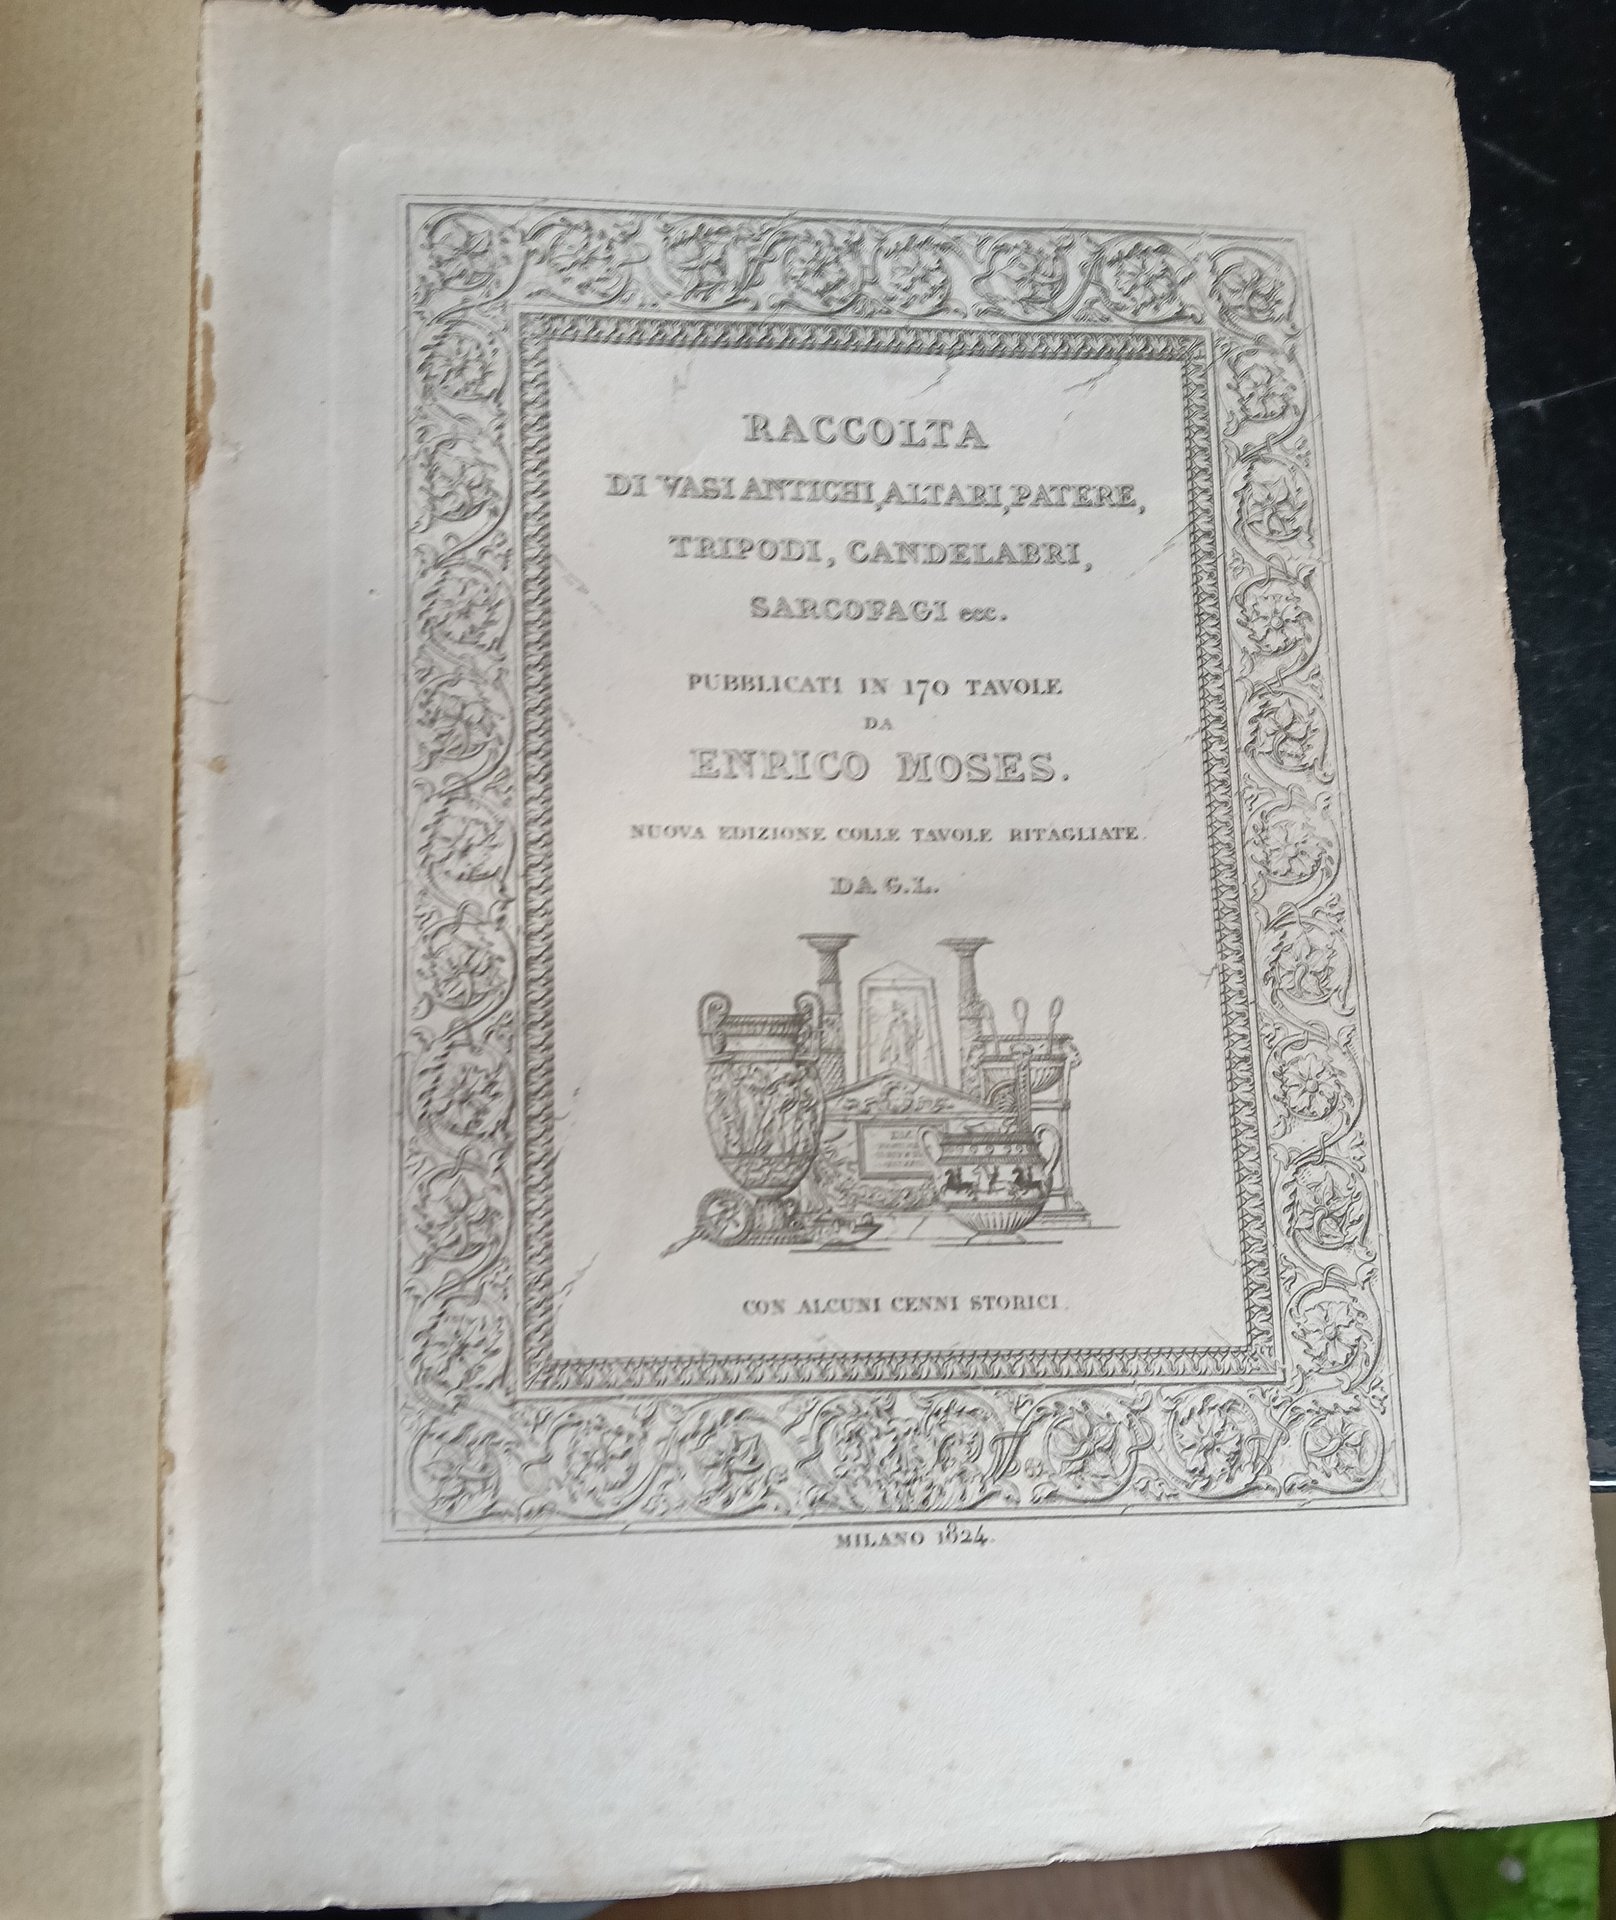 RACCOLTA
DI VASI ANTICHI, ALTARI, PATERE,
TRIPODI, CANDELABRI,
SARCOFAGI ecc.
PUBBLICATI IN 170 TAVOLE
DA
ENRICO MOSES.
NUOVA EDIZIONE COLLE TAVOLE RITAGLIATE.
DA G. L.
CON ALCUNI CENNI STORICI.
MILANO 1824.